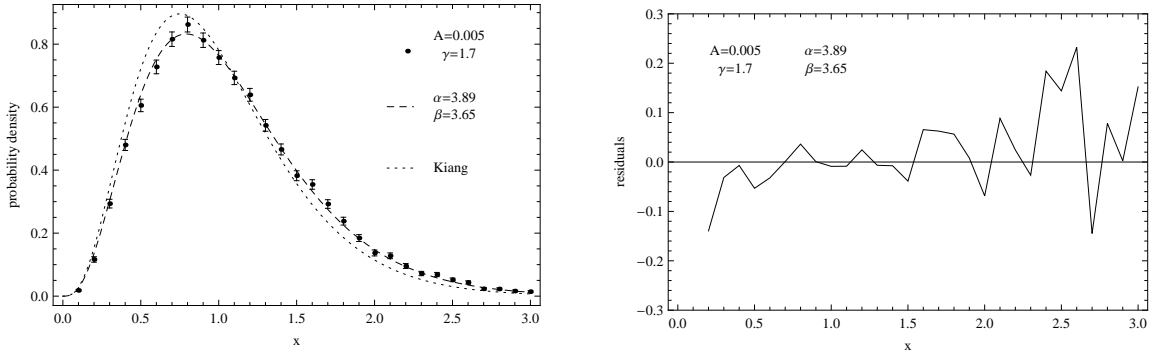 A=0.005
γ=1.7
α=3.89
β=3.65
Kiang
probability density
0.8
0.6
0.4
0.2
0.0
0.0 0.5 1.0 1.5 2.0 2.5 3.0
x
A=0.005 α=3.89
γ=1.7 β=3.65
residuals
0.3
0.2
0.1
0.0
−0.1
−0.2
−0.3
0.0 0.5 1.0 1.5 2.0 2.5 3.0
x